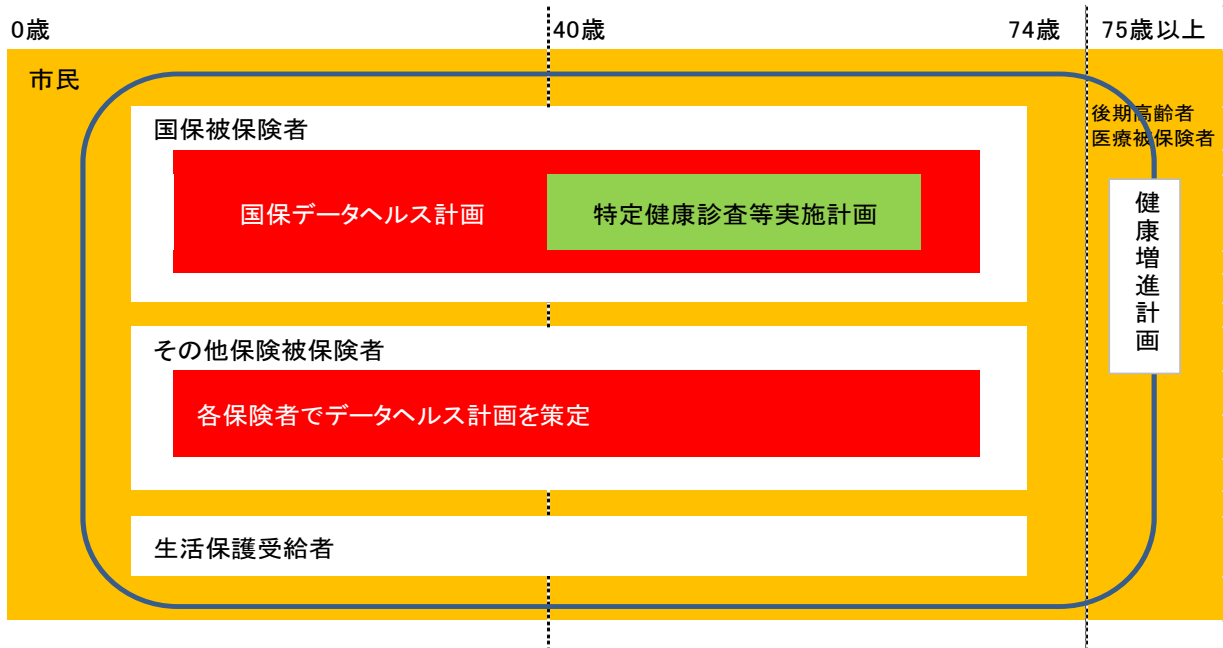 0歳
40歳
74歳
75歳以上
市民
後期高齢者
医療被保険者
国保被保険者
国保データヘルス計画
特定健康診査等実施計画
健康増進計画
その他保険被保険者
各保険者でデータヘルス計画を策定
生活保護受給者